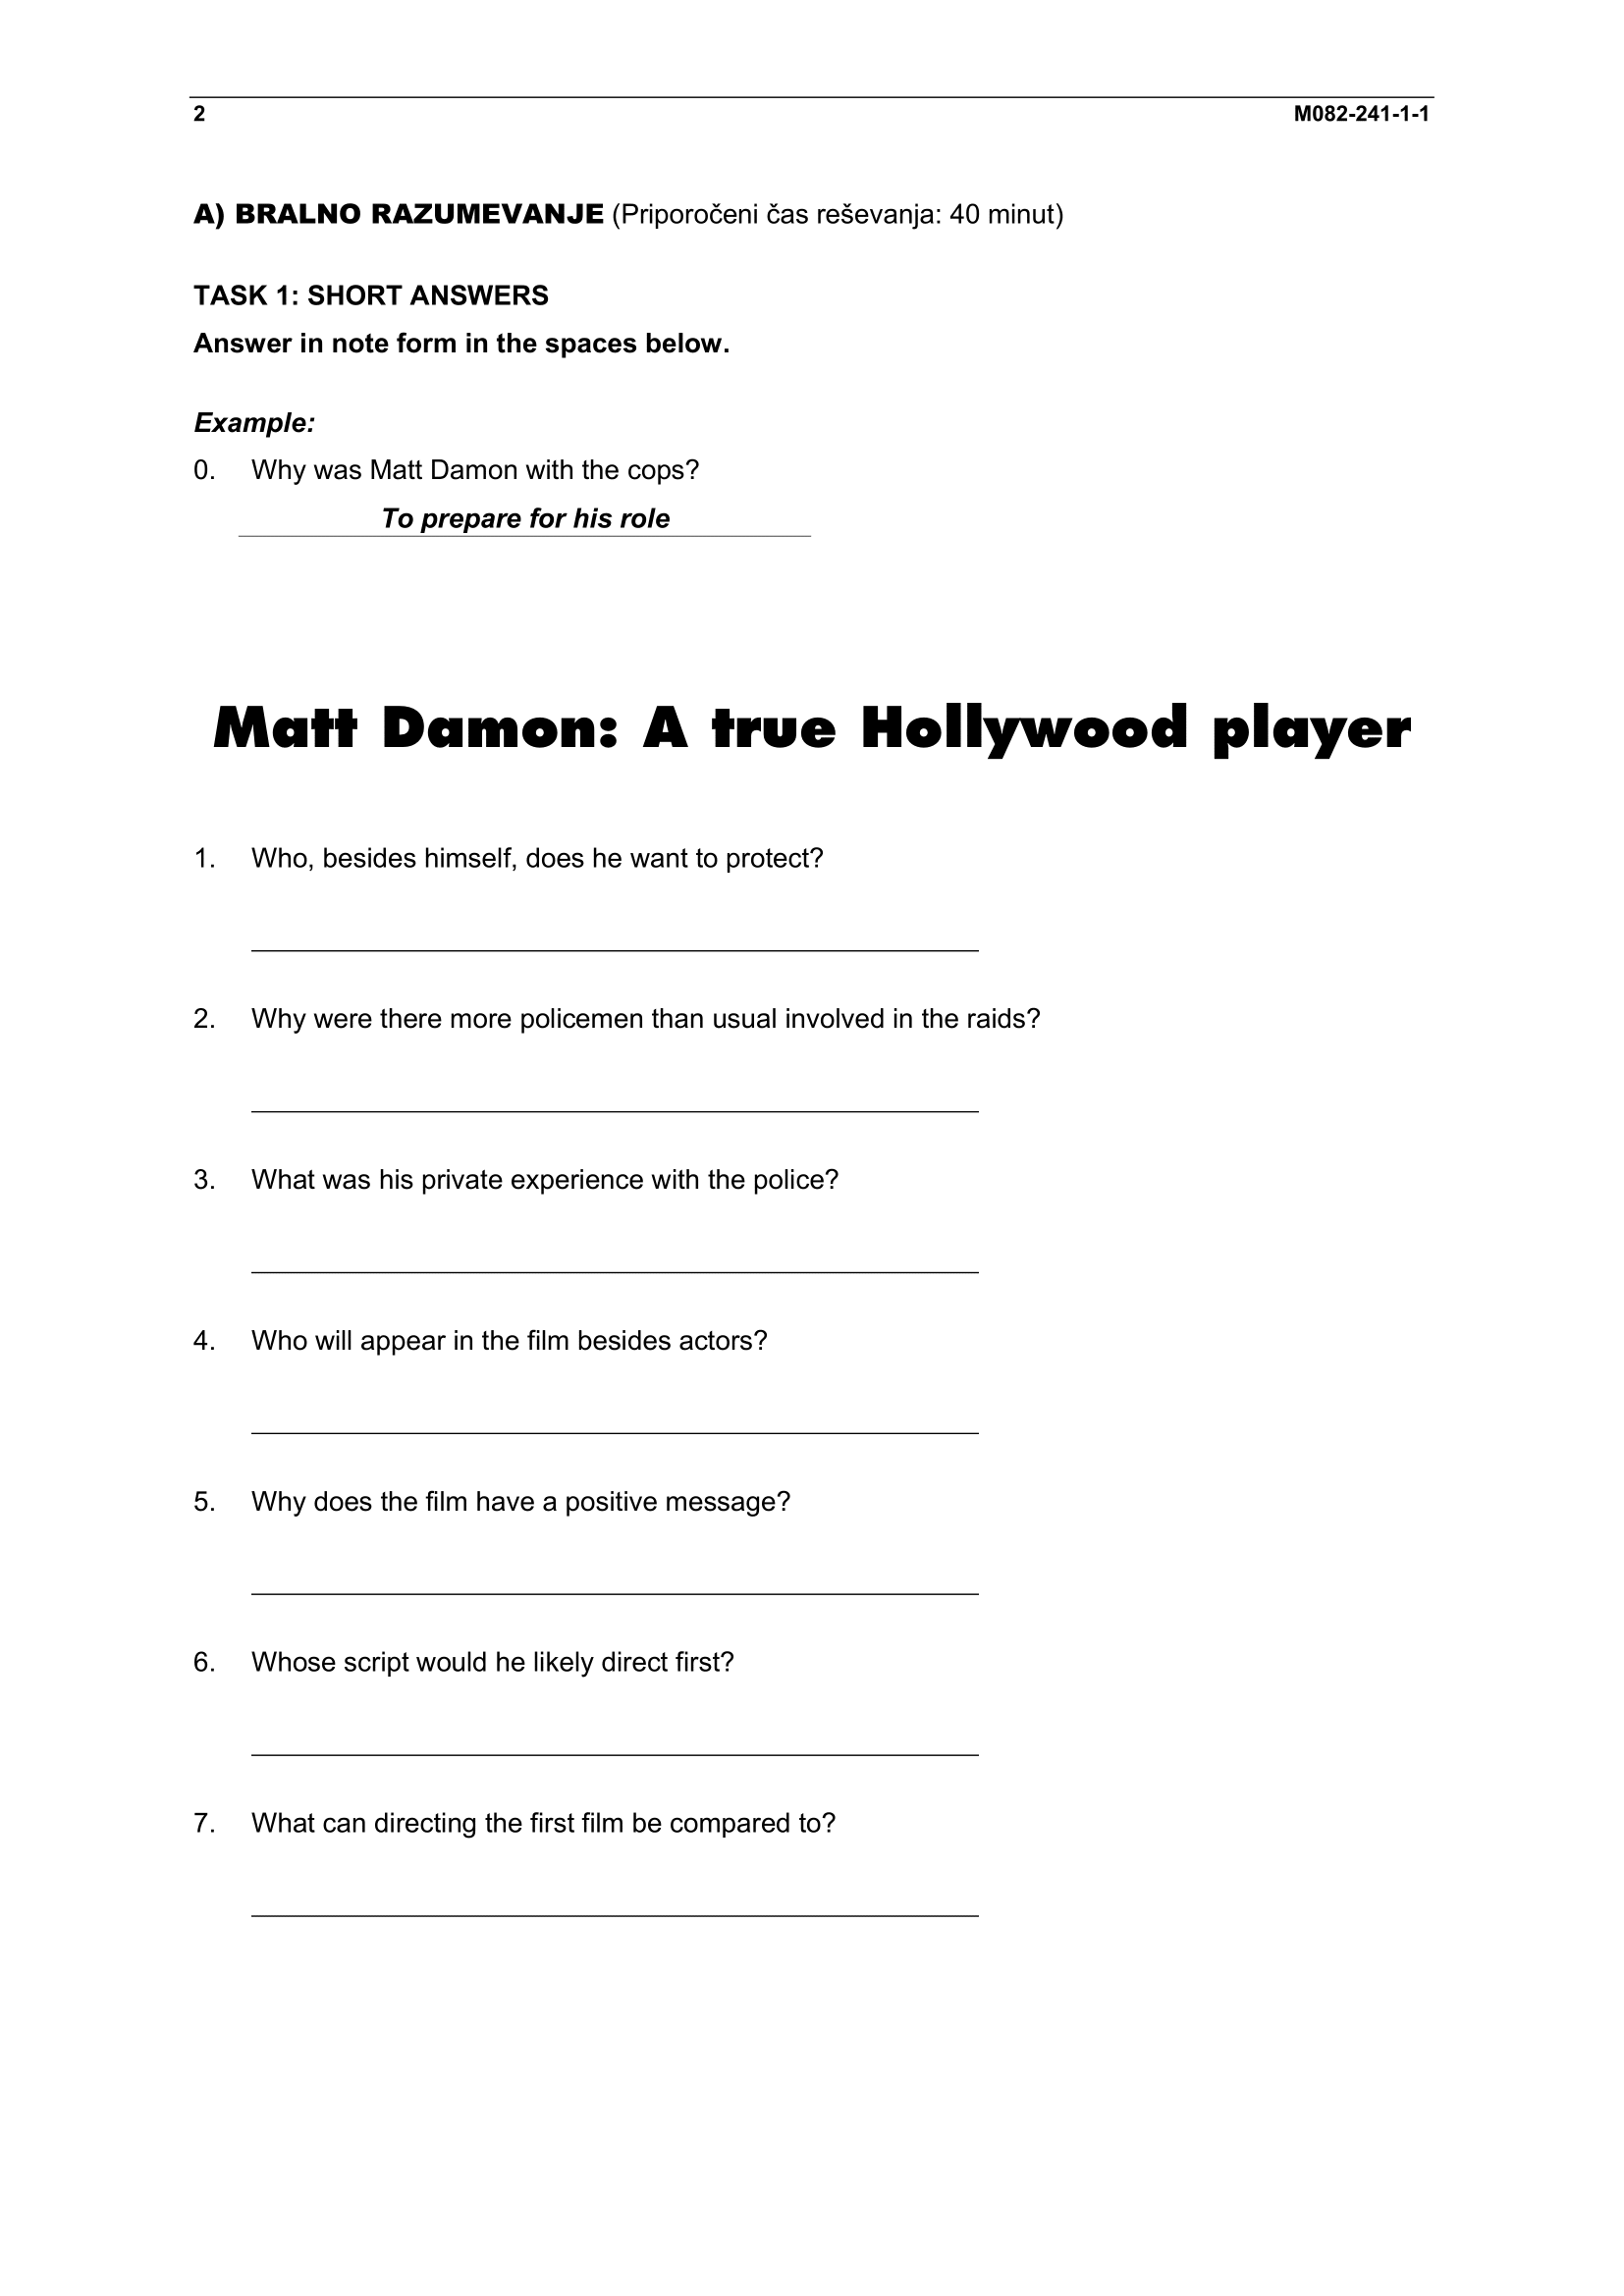 2 M082-241-1-1
A) BRALNO RAZUMEVANJE (Priporočeni čas reševanja: 40 minut)
TASK 1: SHORT ANSWERS
Answer in note form in the spaces below.
Example:
0. Why was Matt Damon with the cops?
To prepare for his role
Matt Damon: A true Hollywood player
1. Who, besides himself, does he want to protect?
2. Why were there more policemen than usual involved in the raids?
3. What was his private experience with the police?
4. Who will appear in the film besides actors?
5. Why does the film have a positive message?
6. Whose script would he likely direct first?
7. What can directing the first film be compared to?